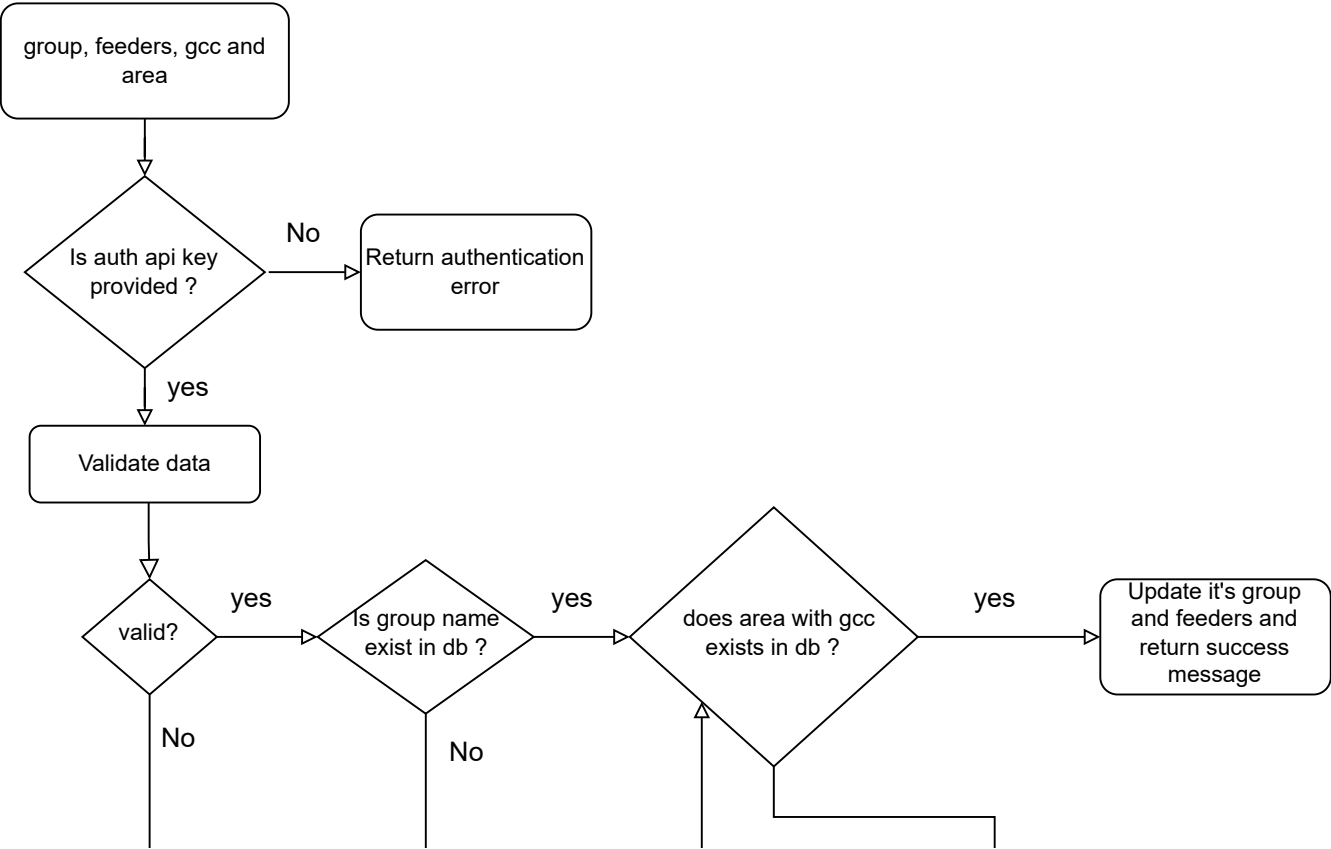 group, feeders, gcc and
area
Is auth api key
provided ?
No
Return authentication
error
yes
Validate data
valid?
yes
Is group name
exist in db ?
yes
does area with gcc
exists in db ?
yes
Update it's group
and feeders and
return success
message
No
No